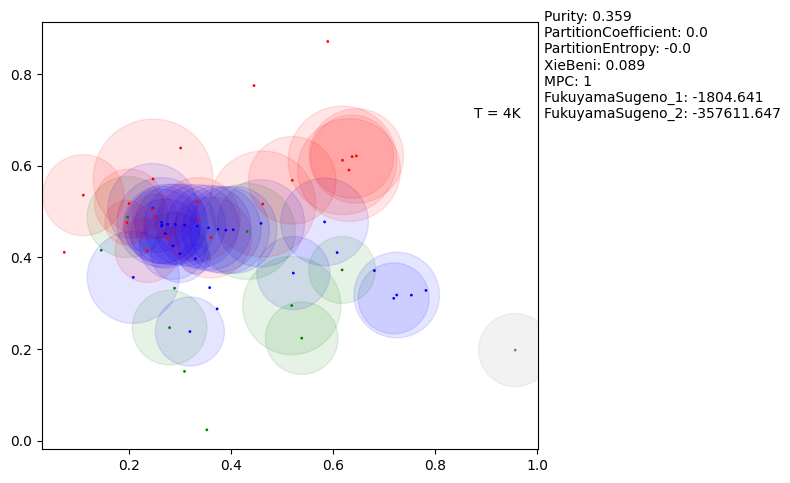 Purity: 0.359
PartitionCoefficient: 0.0
PartitionEntropy: -0.0
XieBeni: 0.089
MPC: 1
FukuyamaSugeno_1: -1804.641
FukuyamaSugeno_2: -357611.647
T = 4K
0.8
0.6
0.4
0.2
0.0
0.2
0.4
0.6
0.8
1.0